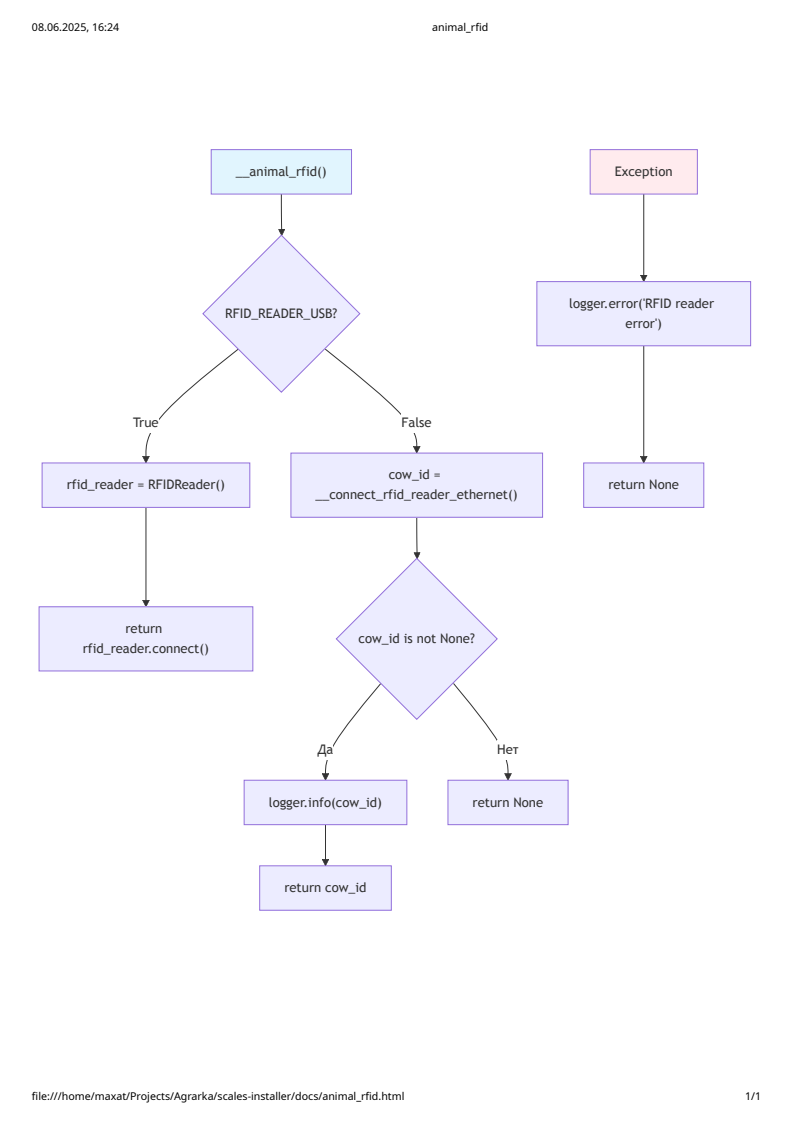 08.06.2025, 16:24
animal_rfid
__animal_rfid()
Exception
RFID_READER_USB?
logger.error('RFID reader
error')
True
False
rfid_reader = RFIDReader()
cow_id =
__connect_rfid_reader_ethernet()
return None
return
rfid_reader.connect()
cow_id is not None?
Да
Нет
logger.info(cow_id)
return None
return cow_id
file:///home/maxat/Projects/Agrarka/scales-installer/docs/animal_rfid.html
1/1